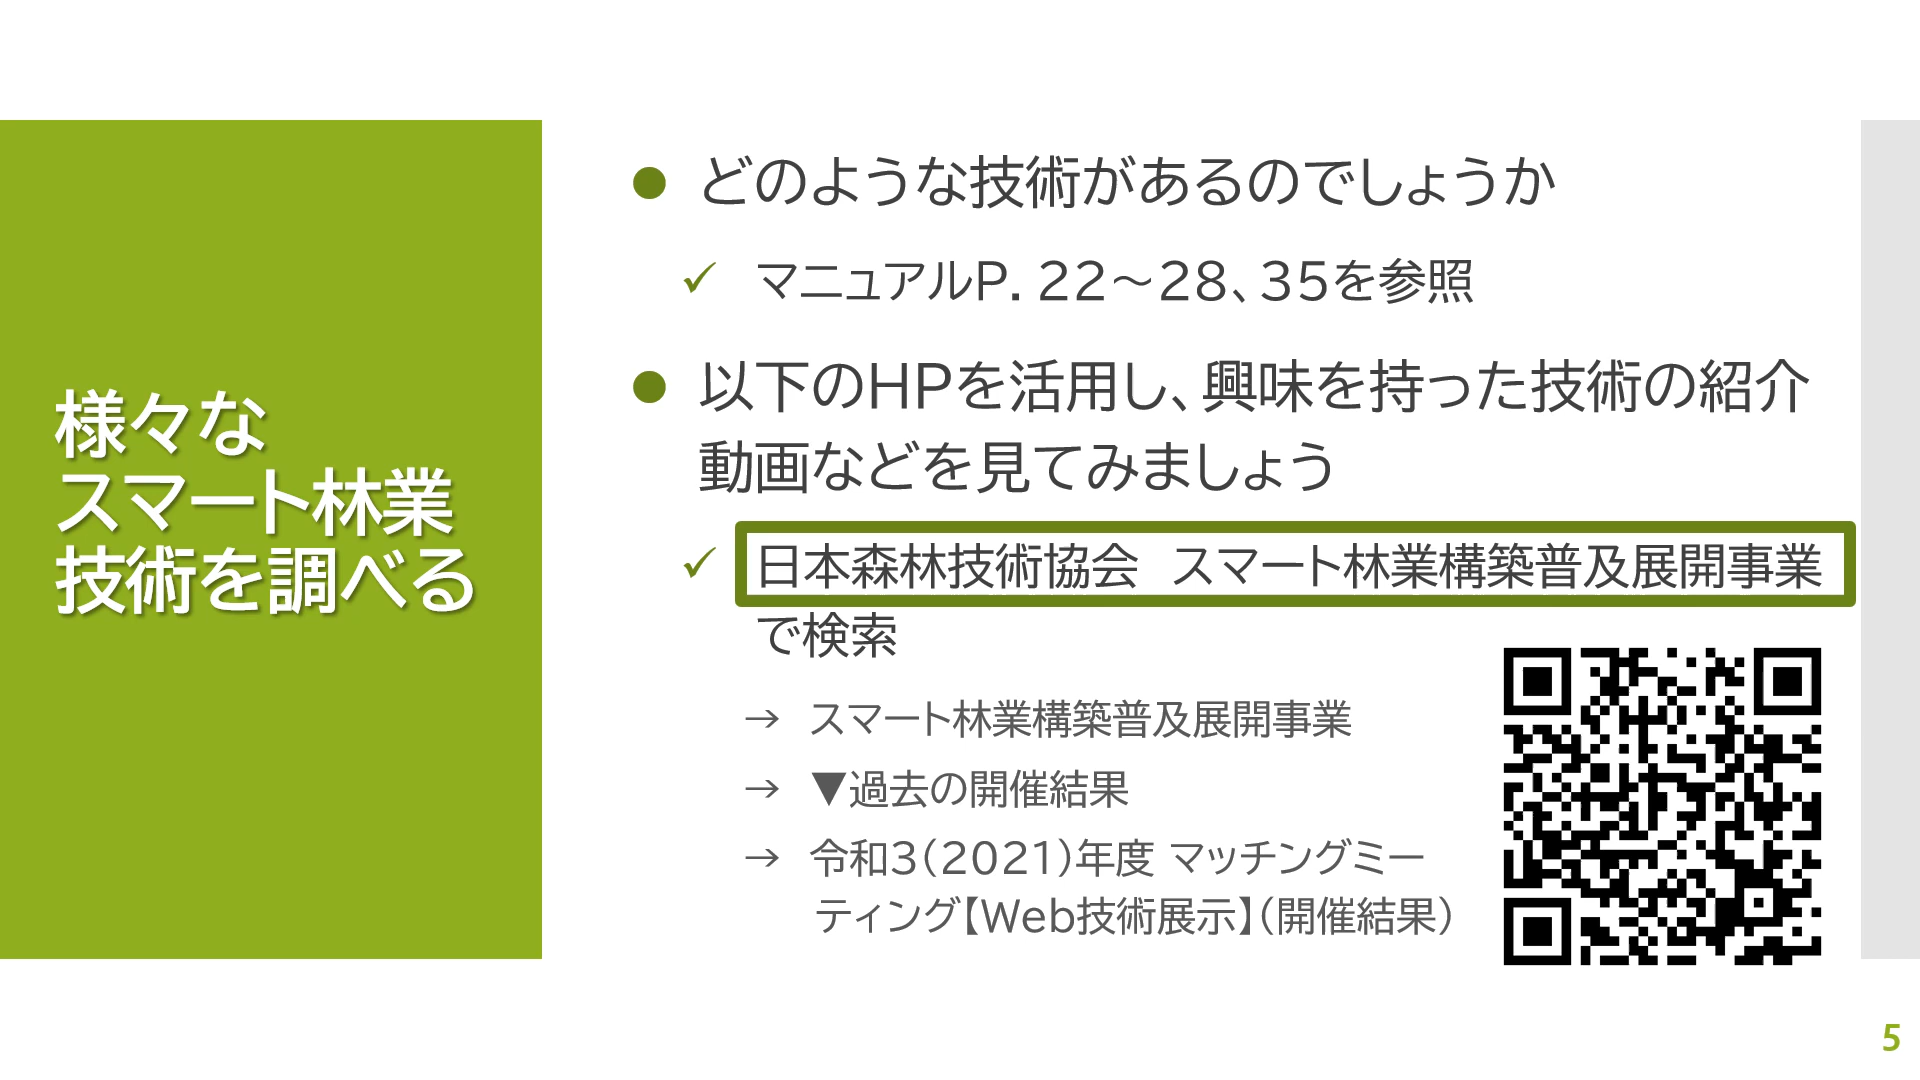 様々な
スマート林業
技術を調べる
● どのような技術があるのでしょうか
✓ マニュアルP．22～28、35を参照
● 以下のHPを活用し、興味を持った技術の紹介
動画などを見てみましょう
✓ 日本森林技術協会　スマート林業構築普及展開事業
で検索
→ スマート林業構築普及展開事業
→ ▼過去の開催結果
→ 令和3（2021）年度 マッチングミー
ティング【Web技術展示】（開催結果）
5